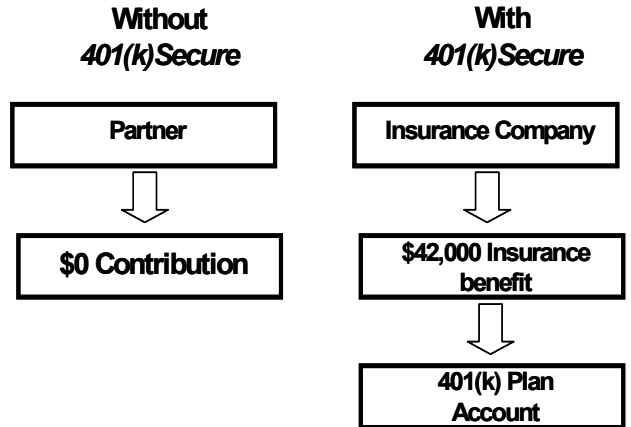 Without
401(k)Secure
Partner
$0 Contribution
With
401(k)Secure
Insurance Company
$42,000 Insurance
benefit
401(k) Plan
Account